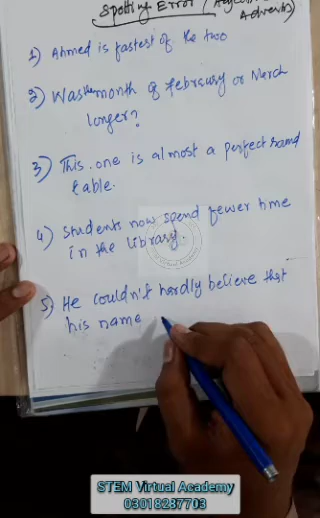 Spotting Error (Adjectives
Adverbs)
1) Ahmed is fastest of the two
2) Was the month of february or March
longer?
3) This one is almost a perfect round
table.
4) Students now spend fewer time
in the library.
5) He couldn't hardly believe that
his name
STEM Virtual Academy
03018287703